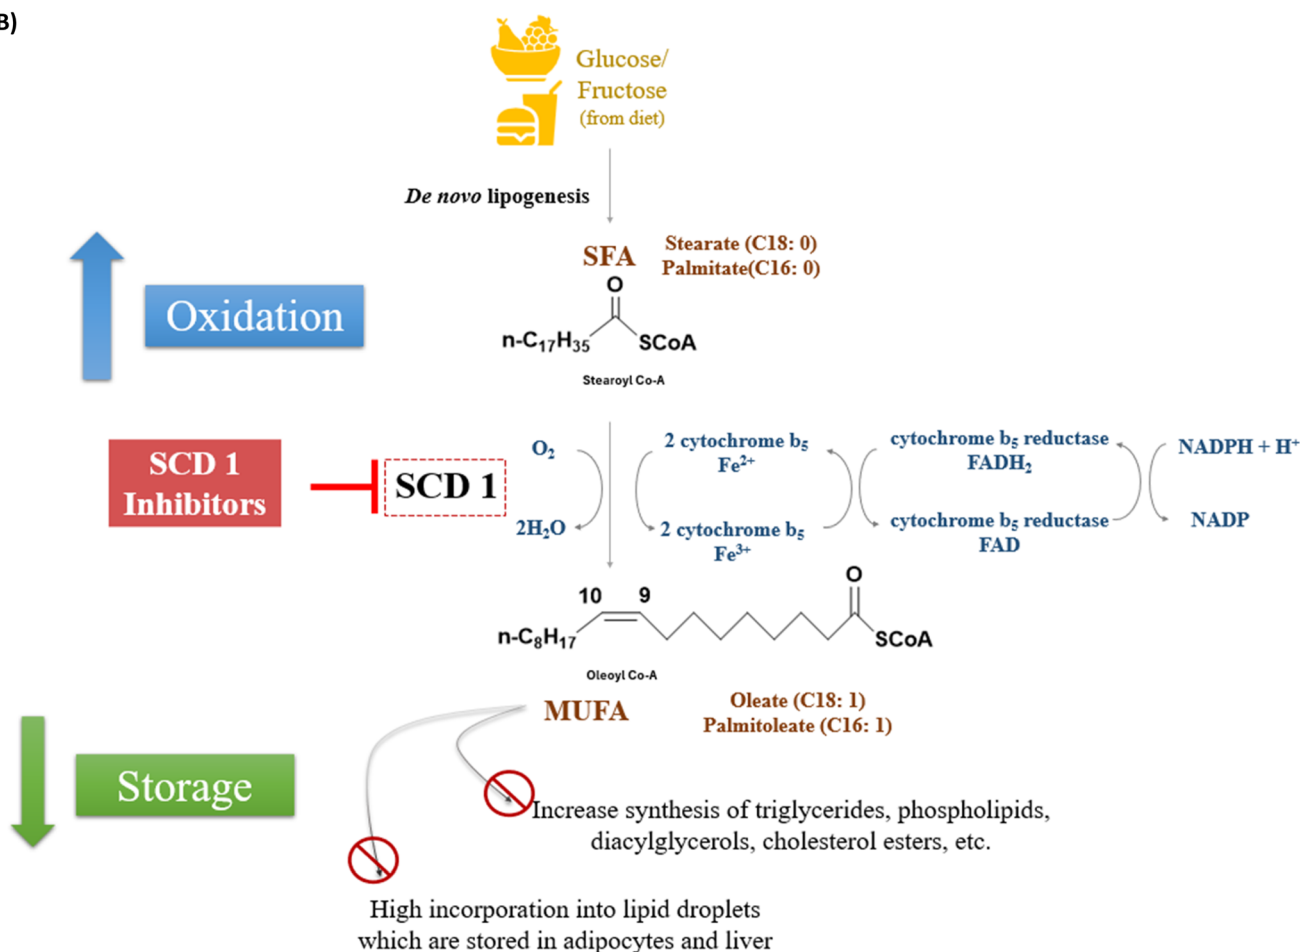 B)
Glucose/
Fructose
(from diet)
De novo lipogenesis
SFA
Stearate (C18: 0)
Palmitate(C16: 0)
O
n-C₁₇H₃₅
SCoA
Stearoyl Co-A
Oxidation
SCD 1
Inhibitors
SCD 1
O₂
2H₂O
2 cytochrome b₅
Fe²⁺
2 cytochrome b₅
Fe³⁺
cytochrome b₅ reductase
FADH₂
cytochrome b₅ reductase
FAD
NADPH + H⁺
NADP
10 9
O
n-C₈H₁₇
SCoA
Oleoyl Co-A
MUFA
Oleate (C18: 1)
Palmitoleate (C16: 1)
Storage
Increase synthesis of triglycerides, phospholipids,
diacylglycerols, cholesterol esters, etc.
High incorporation into lipid droplets
which are stored in adipocytes and liver